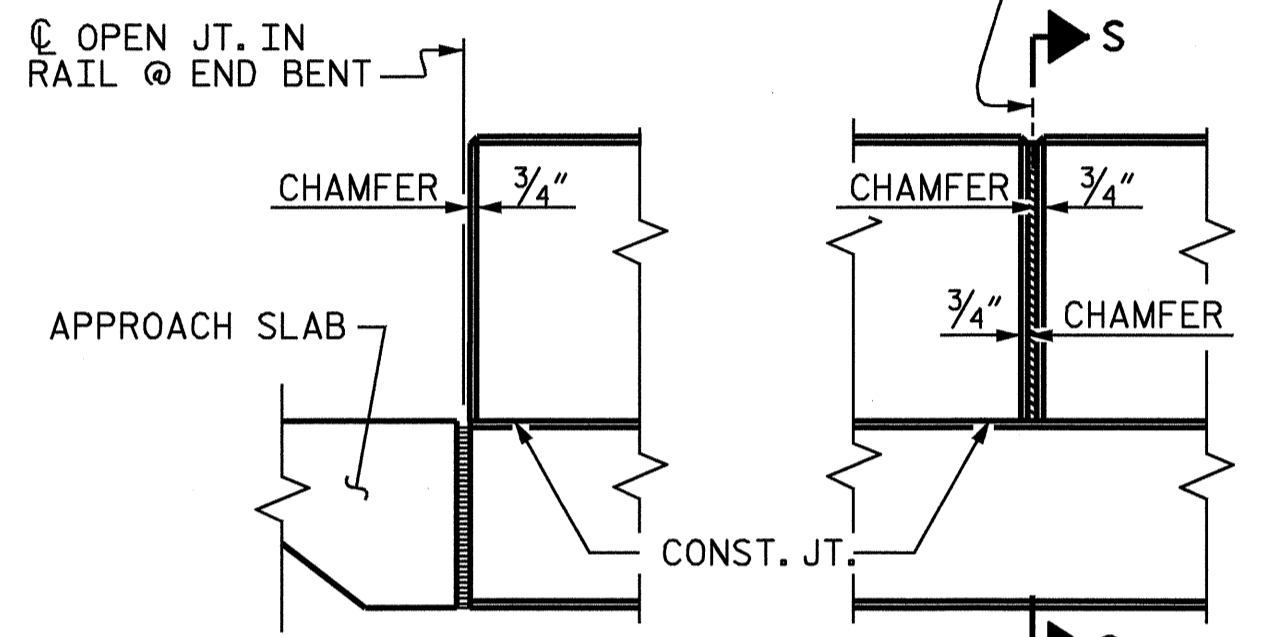 ℄ OPEN JT. IN
RAIL @ END BENT
S
CHAMFER 3/4"
CHAMFER 3/4"
APPROACH SLAB
3/4" CHAMFER
CONST. JT.